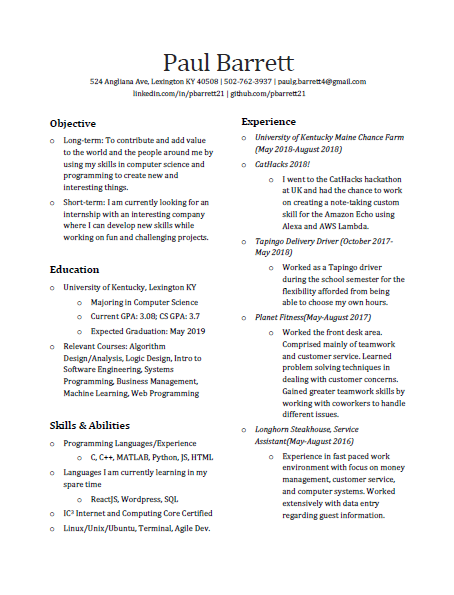 Paul Barrett
524 Angliana Ave, Lexington KY 40508 | 502-762-3937 | paulg.barrett4@gmail.com
linkedin.com/in/pbarrett21 | github.com/pbarrett21
Objective
o Long-term: To contribute and add value
to the world and the people around me by
using my skills in computer science and
programming to create new and
interesting things.
o Short-term: I am currently looking for an
internship with an interesting company
where I can develop new skills while
working on fun and challenging projects.
Education
o University of Kentucky, Lexington KY
o Majoring in Computer Science
o Current GPA: 3.08; CS GPA: 3.7
o Expected Graduation: May 2019
o Relevant Courses: Algorithm
Design/Analysis, Logic Design, Intro to
Software Engineering, Systems
Programming, Business Management,
Machine Learning, Web Programming
Skills & Abilities
o Programming Languages/Experience
o C, C++, MATLAB, Python, JS, HTML
o Languages I am currently learning in my
spare time
o ReactJS, Wordpress, SQL
o IC³ Internet and Computing Core Certified
o Linux/Unix/Ubuntu, Terminal, Agile Dev.
Experience
o University of Kentucky Maine Chance Farm
(May 2018-August 2018)
o CatHacks 2018!
o I went to the CatHacks hackathon
at UK and had the chance to work
on creating a note-taking custom
skill for the Amazon Echo using
Alexa and AWS Lambda.
o Tapingo Delivery Driver (October 2017-
May 2018)
o Worked as a Tapingo driver
during the school semester for the
flexibility afforded from being
able to choose my own hours.
o Planet Fitness(May-August 2017)
o Worked the front desk area.
Comprised mainly of teamwork
and customer service. Learned
problem solving techniques in
dealing with customer concerns.
Gained greater teamwork skills by
working with coworkers to handle
different issues.
o Longhorn Steakhouse, Service
Assistant(May-August 2016)
o Experience in fast paced work
environment with focus on money
management, customer service,
and computer systems. Worked
extensively with data entry
regarding guest information.